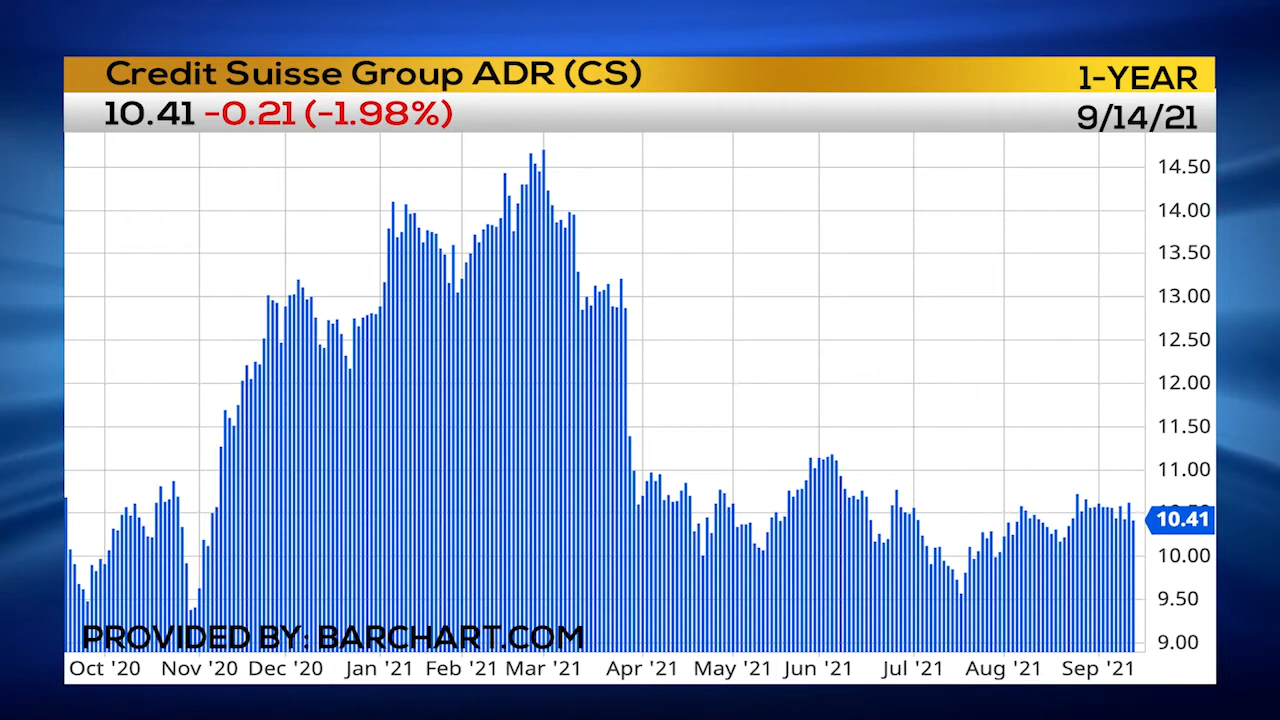 Credit Suisse Group ADR (CS)
1-YEAR
10.41 -0.21 (-1.98%)
9/14/21
14.50
14.00
13.50
13.00
12.50
12.00
11.50
11.00
10.41
10.00
9.50
9.00
PROVIDED BY: BARCHART.COM
Oct '20 Nov '20 Dec '20 Jan '21 Feb '21 Mar '21 Apr '21 May '21 Jun '21 Jul '21 Aug '21 Sep '21